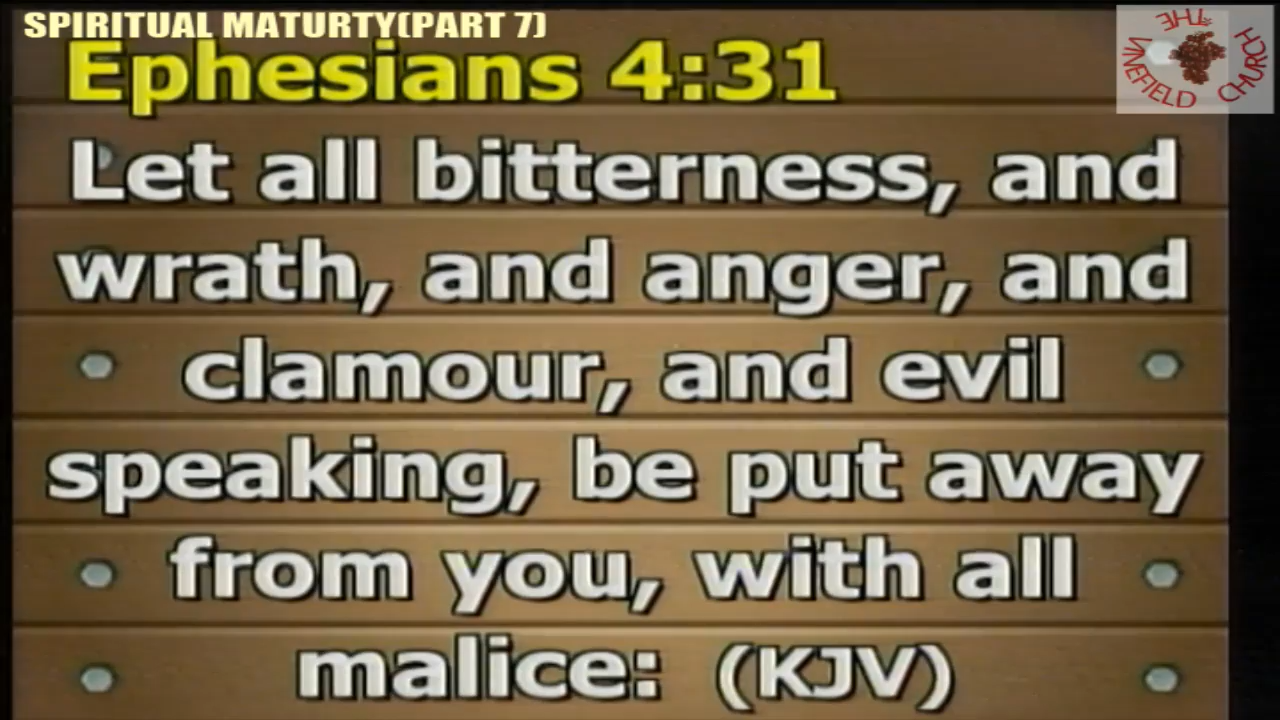 SPIRITUAL MATURTY(PART 7)
THE VINEFIELD CHURCH
Ephesians 4:31
Let all bitterness, and
wrath, and anger, and
clamour, and evil
speaking, be put away
from you, with all
malice: (KJV)